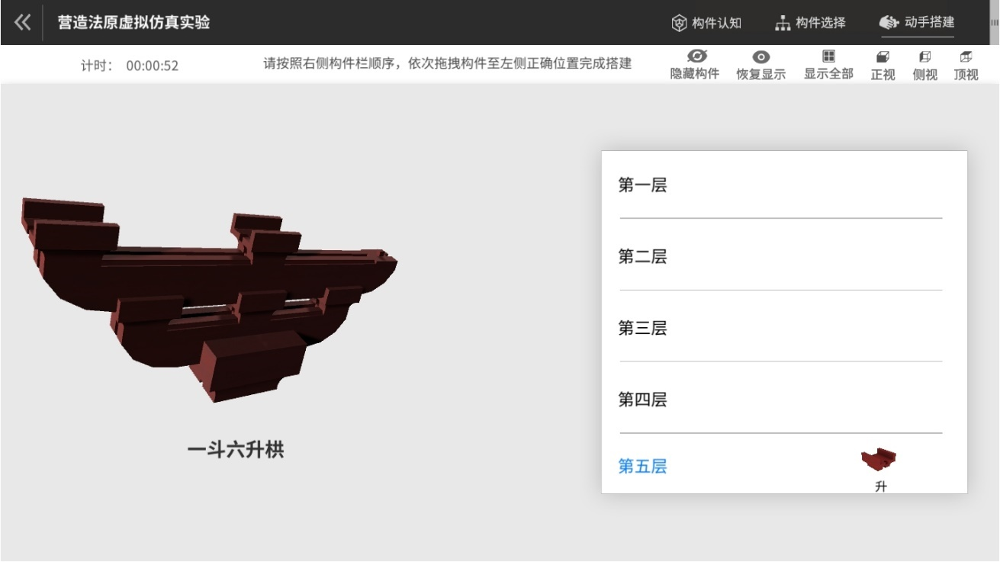 营造法原虚拟仿真实验
构件认知
构件选择
动手搭建
计时： 00:00:52
请按照右侧构件栏顺序，依次拖拽构件至左侧正确位置完成搭建
隐藏构件
恢复显示
显示全部
正视
侧视
顶视
一斗六升栱
第一层
第二层
第三层
第四层
第五层
升